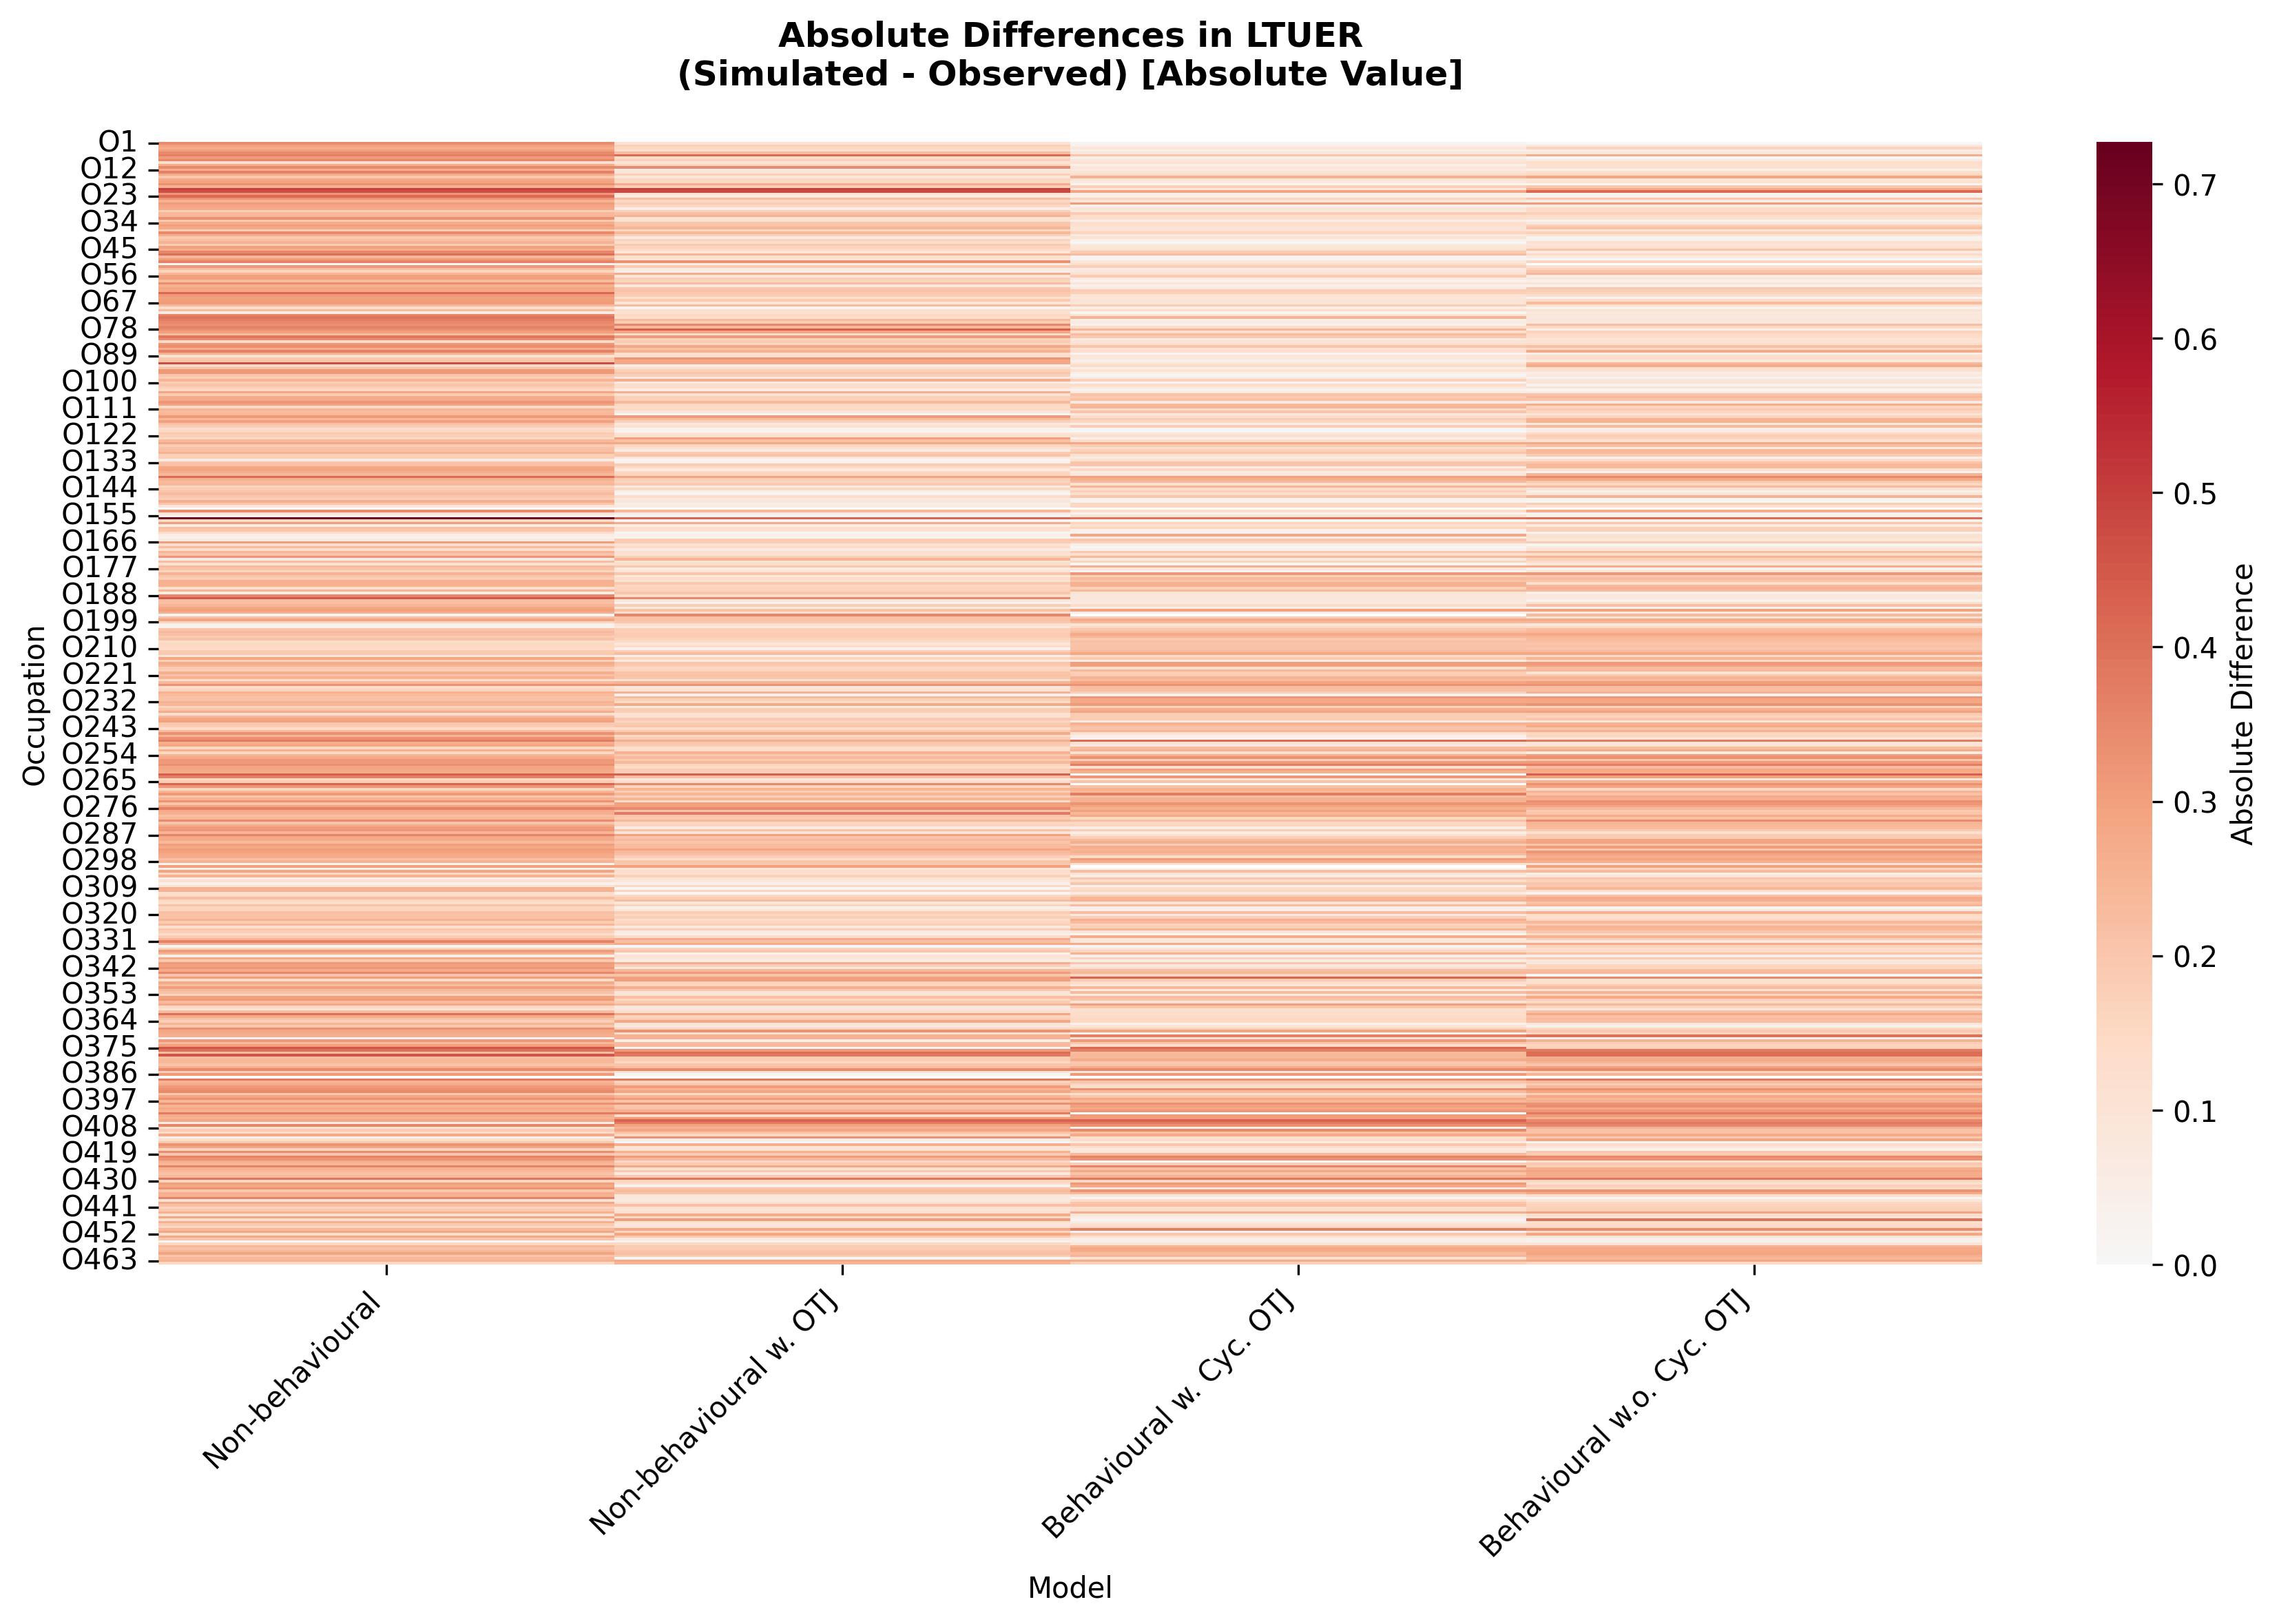 Absolute Differences in LTUER
(Simulated - Observed) [Absolute Value]
Occupation
O1
O12
O23
O34
O45
O56
O67
O78
O89
O100
O111
O122
O133
O144
O155
O166
O177
O188
O199
O210
O221
O232
O243
O254
O265
O276
O287
O298
O309
O320
O331
O342
O353
O364
O375
O386
O397
O408
O419
O430
O441
O452
O463
Non-behavioural
Non-behavioural w. OTJ
Behavioural w. Cyc. OTJ
Behavioural w.o. Cyc. OTJ
Model
0.7
0.6
0.5
0.4
0.3
0.2
0.1
0.0
Absolute Difference